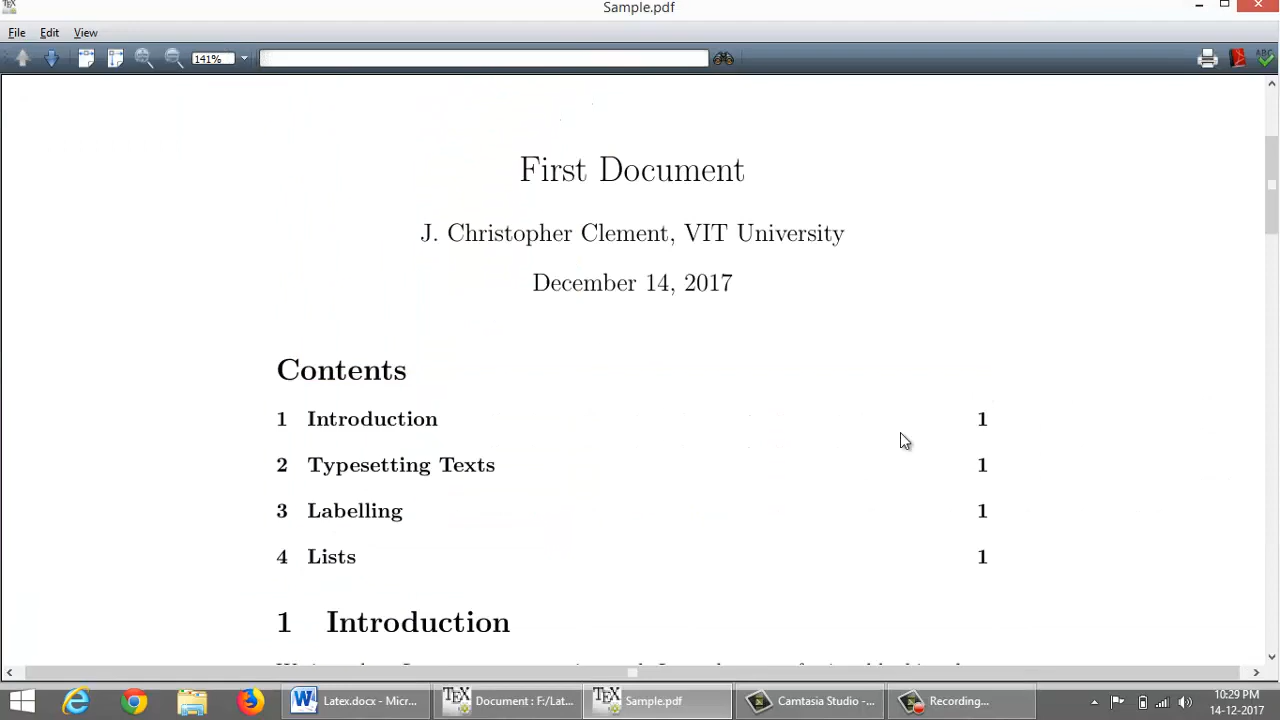 Sample.pdf
File Edit View
141%
First Document
J. Christopher Clement, VIT University
December 14, 2017
Contents
1 Introduction 1
2 Typesetting Texts 1
3 Labelling 1
4 Lists 1
1 Introduction
Latex.docx - Micr... Document : F:/Lat... Sample.pdf Camtasia Studio -... Recording...
10:29 PM
14-12-2017